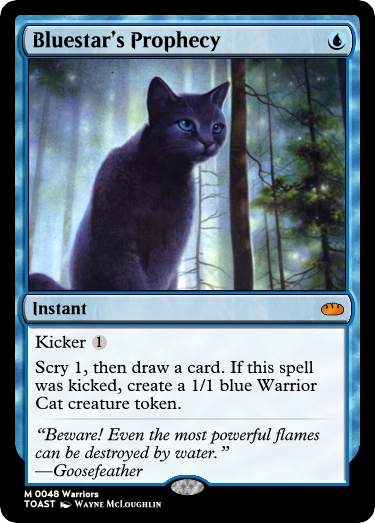 Bluestar's Prophecy
Instant
Kicker 1
Scry 1, then draw a card. If this spell
was kicked, create a 1/1 blue Warrior
Cat creature token.
“Beware! Even the most powerful flames
can be destroyed by water.”
—Goosefeather
M 0048 Warriors
TOAST Wayne McLoughlin